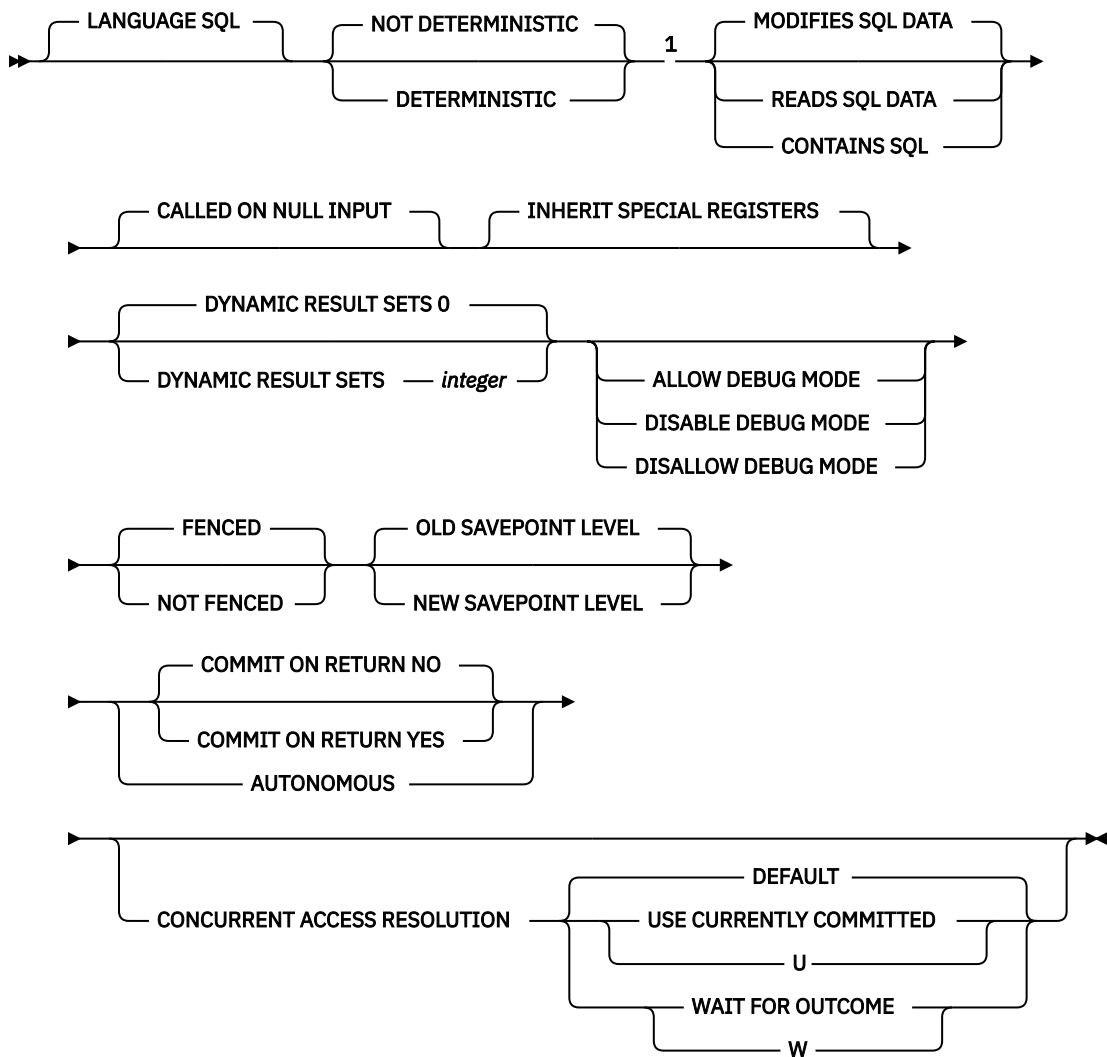 LANGUAGE SQL NOT DETERMINISTIC 1 MODIFIES SQL DATA
DETERMINISTIC READS SQL DATA
CONTAINS SQL
CALLED ON NULL INPUT INHERIT SPECIAL REGISTERS
DYNAMIC RESULT SETS 0
DYNAMIC RESULT SETS integer ALLOW DEBUG MODE
DISABLE DEBUG MODE
DISALLOW DEBUG MODE
FENCED OLD SAVEPOINT LEVEL
NOT FENCED NEW SAVEPOINT LEVEL
COMMIT ON RETURN NO
COMMIT ON RETURN YES
AUTONOMOUS
DEFAULT
CONCURRENT ACCESS RESOLUTION USE CURRENTLY COMMITTED
U
WAIT FOR OUTCOME
W